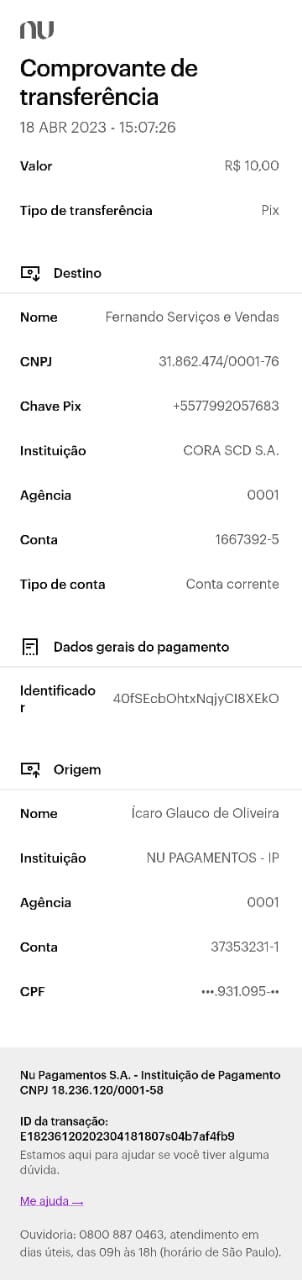 nu
Comprovante de
transferência
18 ABR 2023 - 15:07:26
Valor R$ 10,00
Tipo de transferência Pix
Destino
Nome Fernando Serviços e Vendas
CNPJ 31.862.474/0001-76
Chave Pix +5577992057683
Instituição CORA SCD S.A.
Agência 0001
Conta 1667392-5
Tipo de conta Conta corrente
Dados gerais do pagamento
Identificado
r 40fSEcbOhtxNqjyCI8XEkO
Origem
Nome Ícaro Glauco de Oliveira
Instituição NU PAGAMENTOS - IP
Agência 0001
Conta 37353231-1
CPF •••.931.095-••
Nu Pagamentos S.A. - Instituição de Pagamento
CNPJ 18.236.120/0001-58
ID da transação:
E18236120202304181807s04b7af4fb9
Estamos aqui para ajudar se você tiver alguma
dúvida.
Me ajuda →
Ouvidoria: 0800 887 0463, atendimento em
dias úteis, das 09h às 18h (horário de São Paulo).